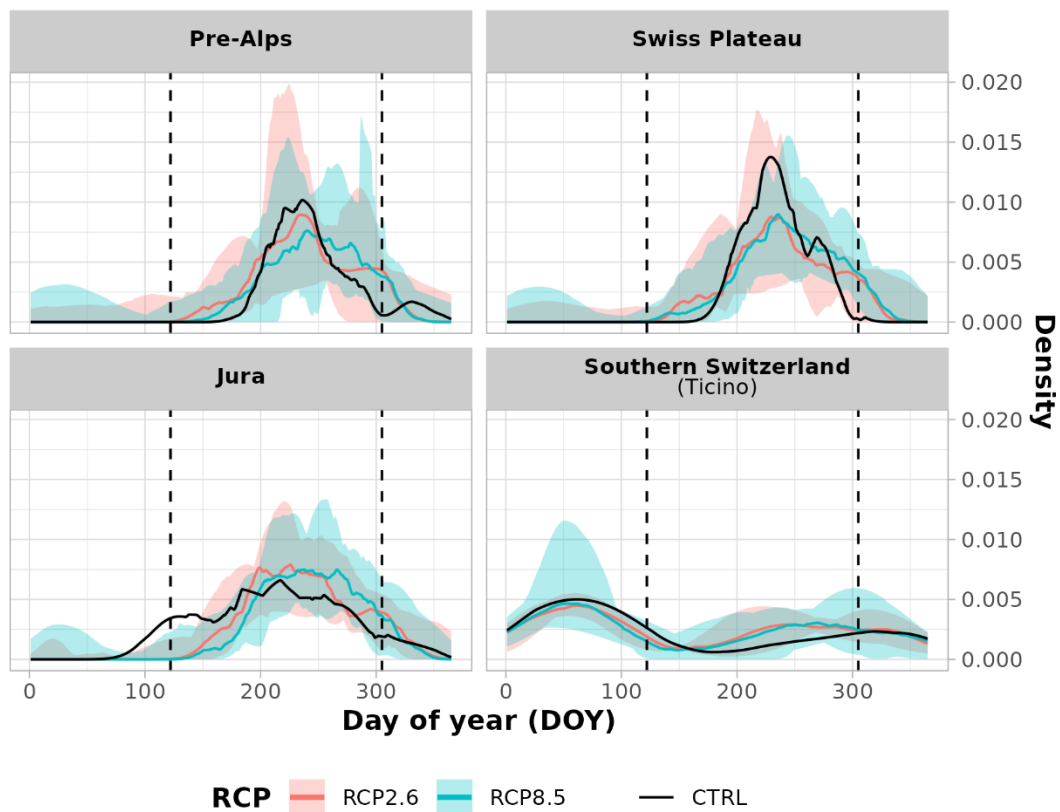 Pre-Alps
Swiss Plateau
0.020
0.015
0.010
0.005
0.000
Jura
Southern Switzerland
(Ticino)
0.020
0.015
0.010
0.005
0.000
Density
0 100 200 300
0 100 200 300
Day of year (DOY)
RCP RCP2.6 RCP8.5 CTRL